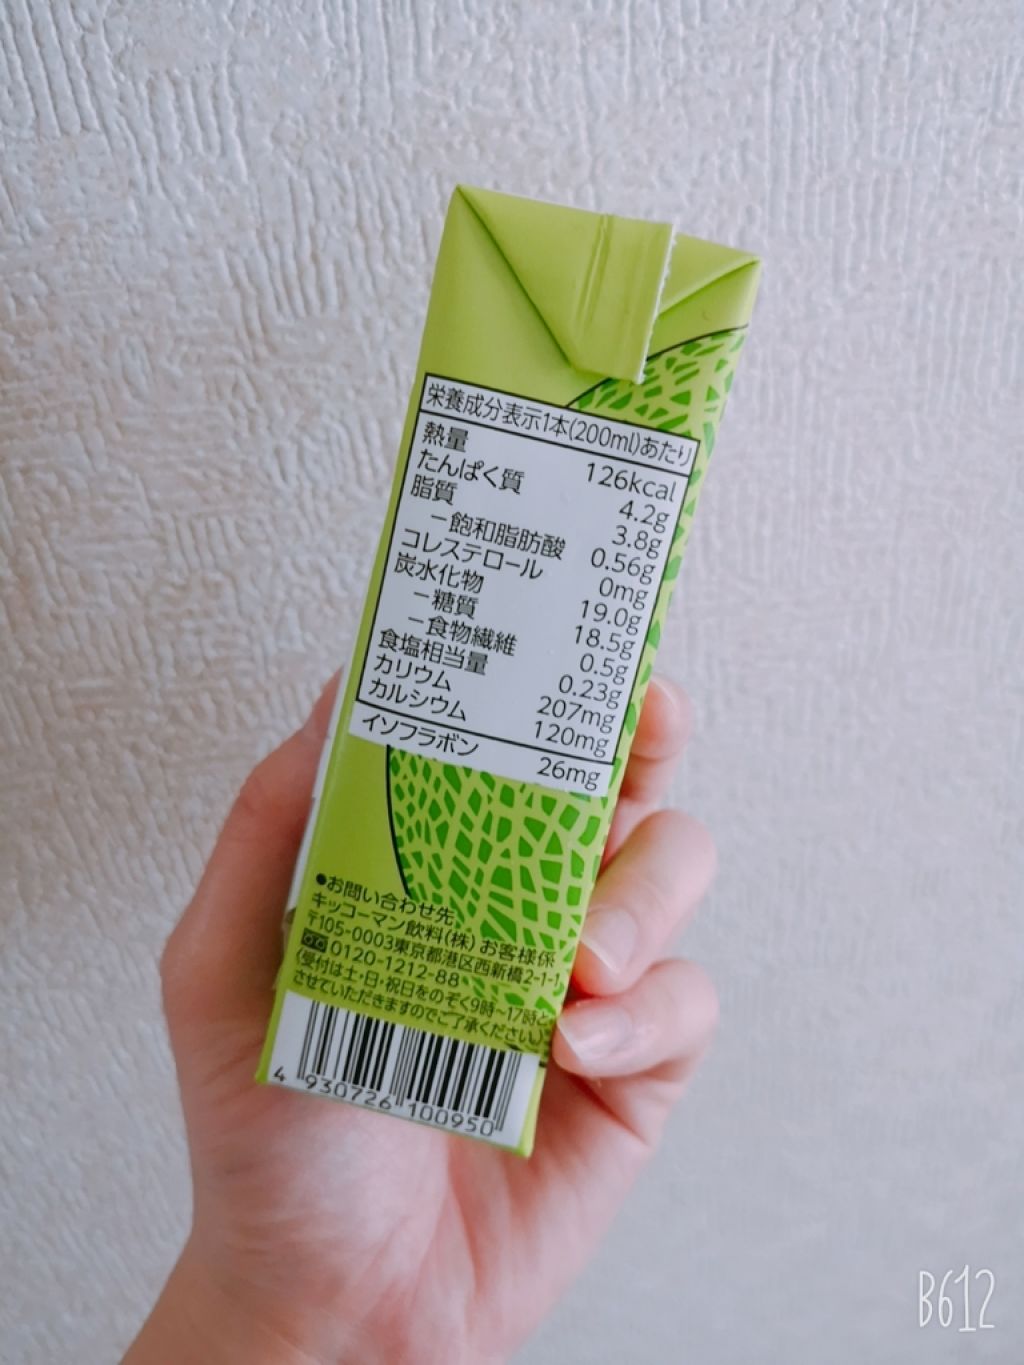 栄養成分表示1本(200ml)あたり
熱量 126kcal
たんぱく質 4.2g
脂質 3.8g
－飽和脂肪酸 0.56g
コレステロール 0mg
炭水化物 19.0g
－糖質 18.5g
－食物繊維 0.5g
食塩相当量 0.23g
カリウム 207mg
カルシウム 120mg
イソフラボン 26mg
●お問い合わせ先
キッコーマン飲料(株) お客様係
〒105-0003東京都港区西新橋2-1-1
0120-1212-88
(受付は土・日・祝日をのぞく9時~17時と
させていただきますのでご了承ください。)
4 930726 100950
B612